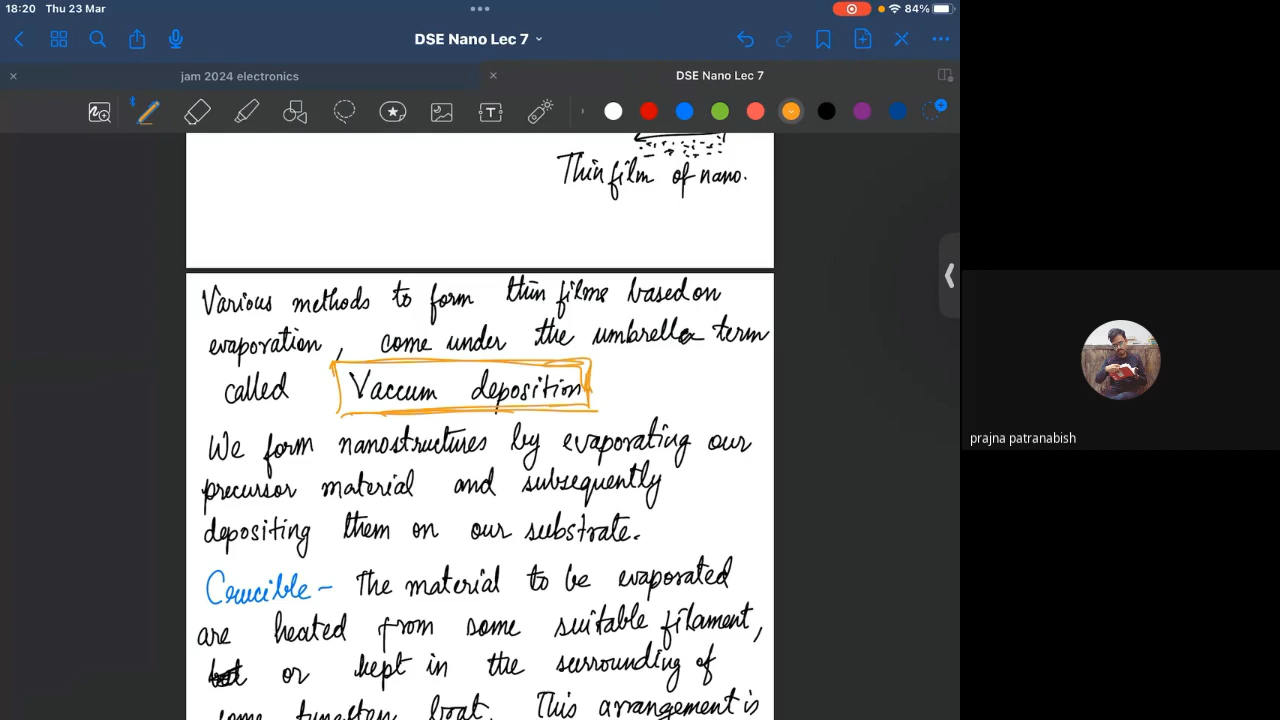 18:20 Thu 23 Mar
84%
DSE Nano Lec 7
jam 2024 electronics
DSE Nano Lec 7
Thin film of nano.
Various methods to form thin films based on
evaporation, come under the umbrella term
called Vaccum deposition
We form nanostructures by evaporating our
precursor material and subsequently
depositing them on our substrate.
Crucible - The material to be evaporated
are heated from some suitable filament,
or kept in the surrounding of
some tungsten boat. This arrangement is
prajna patranabish